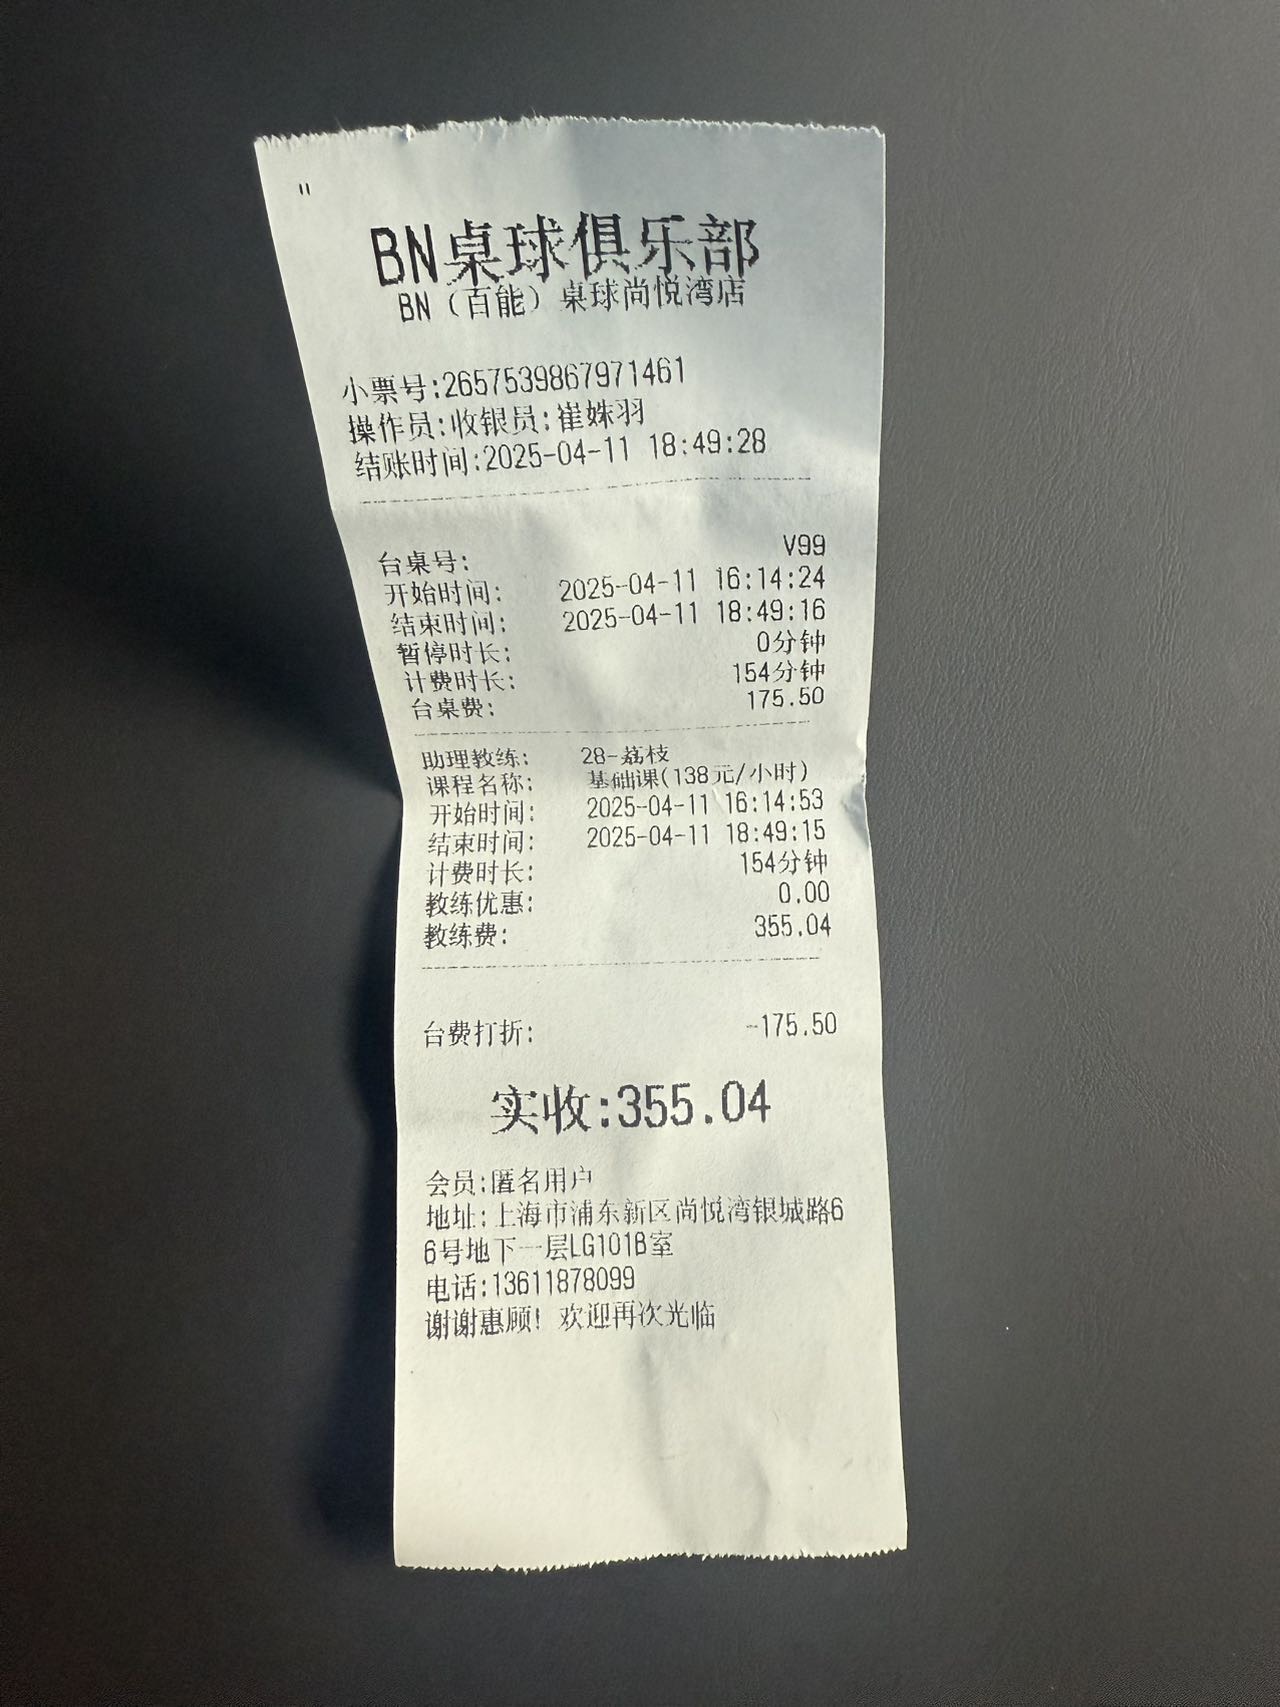 "
BN桌球俱乐部
BN（百能）桌球尚悦湾店
小票号:2657539867971461
操作员:收银员:崔姝羽
结账时间:2025-04-11 18:49:28
台桌号: V99
开始时间: 2025-04-11 16:14:24
结束时间: 2025-04-11 18:49:16
暂停时长: 0分钟
计费时长: 154分钟
台桌费: 175.50
助理教练: 28-荔枝
课程名称: 基础课(138元/小时)
开始时间: 2025-04-11 16:14:53
结束时间: 2025-04-11 18:49:15
计费时长: 154分钟
教练优惠: 0.00
教练费: 355.04
台费打折: -175.50
实收:355.04
会员:匿名用户
地址:上海市浦东新区尚悦湾银城路6
6号地下一层LG101B室
电话:13611878099
谢谢惠顾! 欢迎再次光临